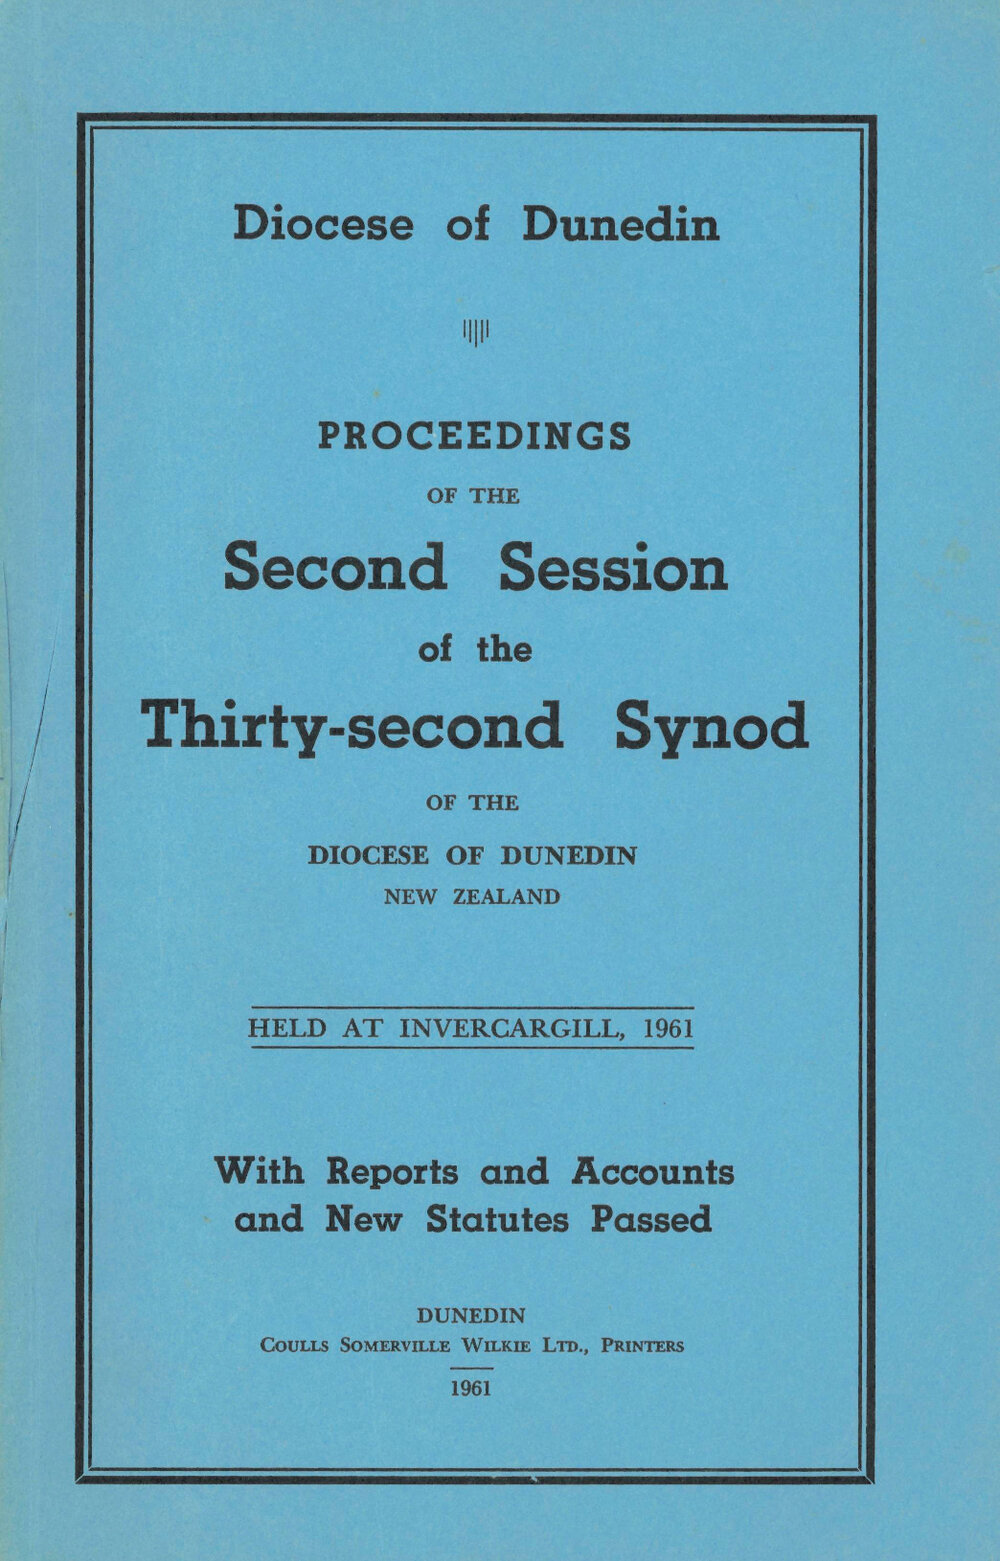 Diocese of Dunedin
PROCEEDINGS
OF THE
Second Session
of the
Thirty-second Synod
OF THE
DIOCESE OF DUNEDIN
NEW ZEALAND
HELD AT INVERCARGILL, 1961
With Reports and Accounts
and New Statutes Passed
DUNEDIN
COULLS SOMERVILLE WILKIE LTD., PRINTERS
1961